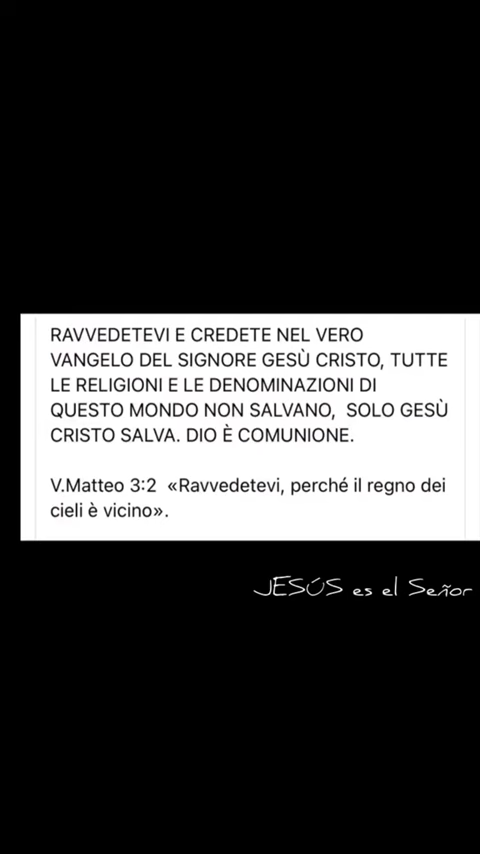 RAVVEDETEVI E CREDETE NEL VERO
VANGELO DEL SIGNORE GESÙ CRISTO, TUTTE
LE RELIGIONI E LE DENOMINAZIONI DI
QUESTO MONDO NON SALVANO, SOLO GESÙ
CRISTO SALVA. DIO È COMUNIONE.
V.Matteo 3:2 «Ravvedetevi, perché il regno dei
cieli è vicino».
JESÚS es el Señor